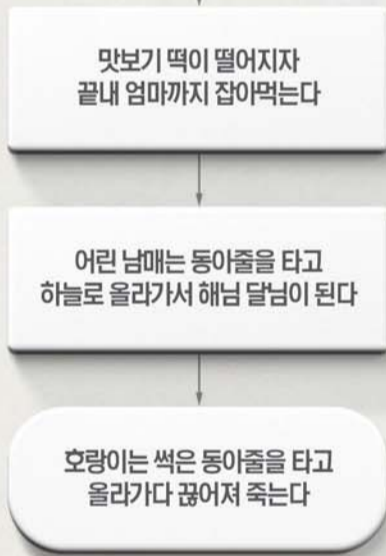 맛보기 떡이 떨어지자
끝내 엄마까지 잡아먹는다
어린 남매는 동아줄을 타고
하늘로 올라가서 해님 달님이 된다
호랑이는 썩은 동아줄을 타고
올라가다 끊어져 죽는다